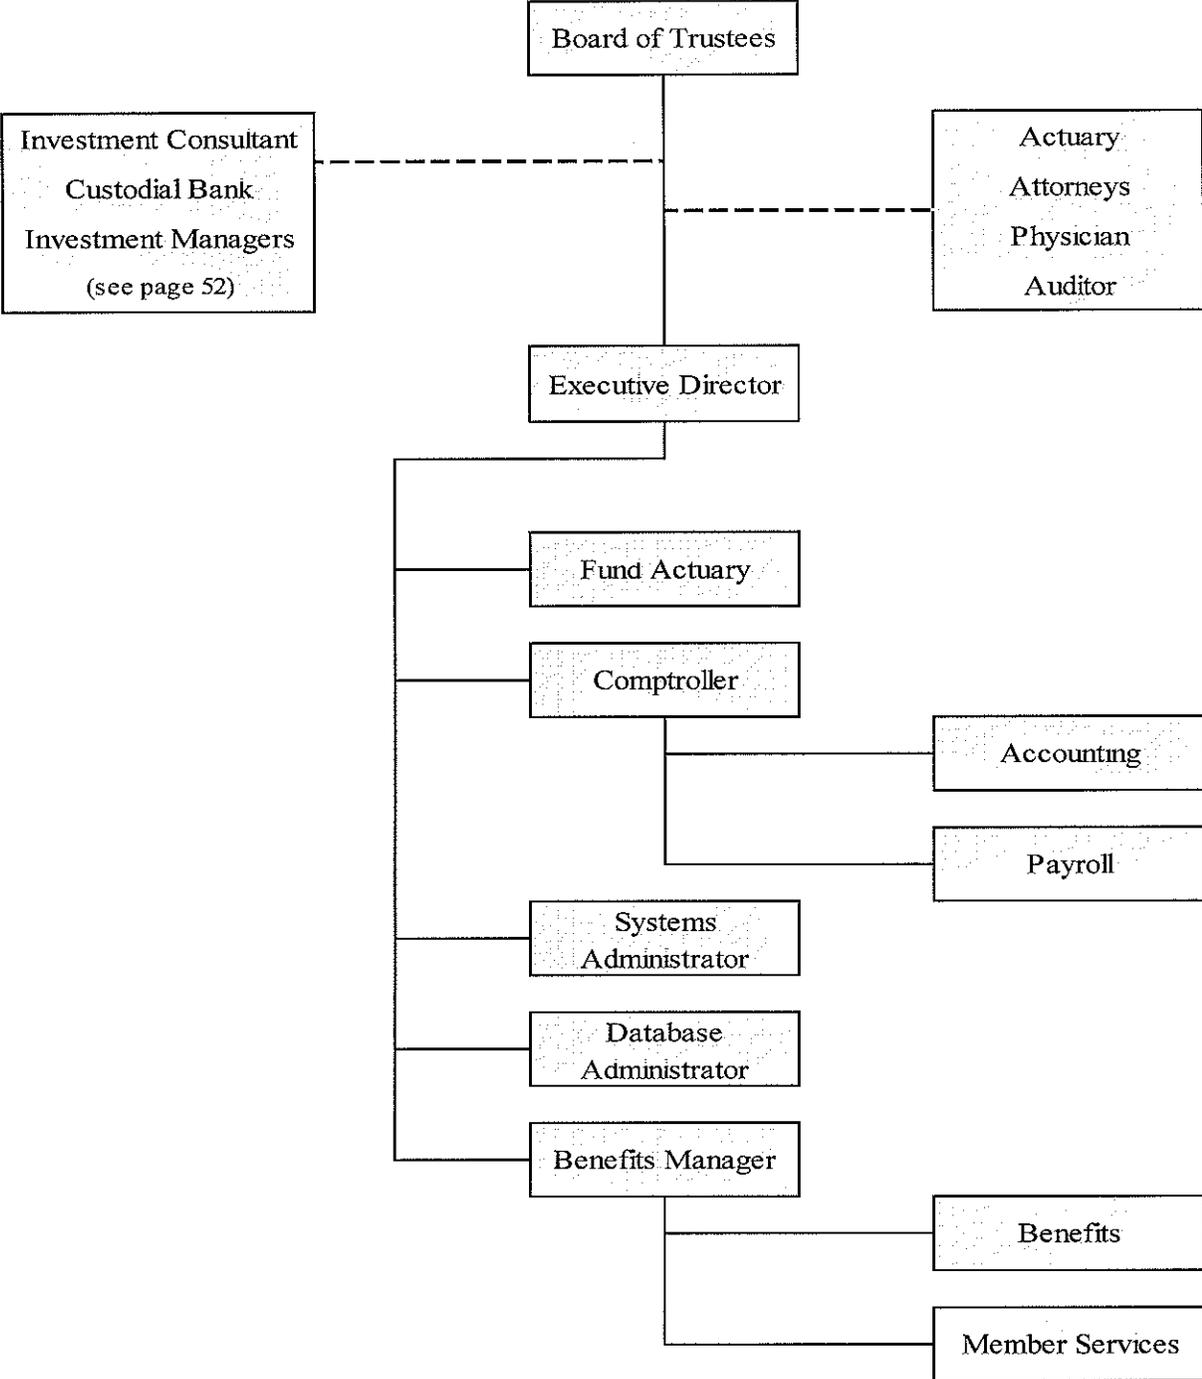 Board of Trustees
Investment Consultant
Custodial Bank
Investment Managers
(see page 52)
Actuary
Attorneys
Physician
Auditor
Executive Director
Fund Actuary
Comptroller
Accounting
Payroll
Systems
Administrator
Database
Administrator
Benefits Manager
Benefits
Member Services